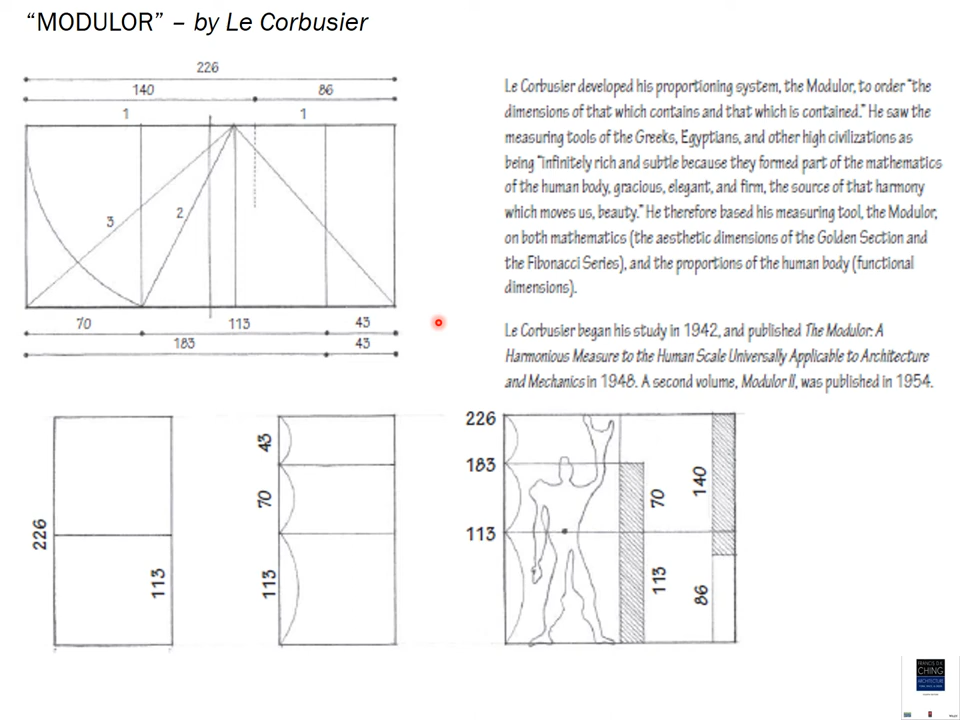 “MODULOR” – by Le Corbusier
226
140 86
1 1
3 2
70 113 43
183 43
Le Corbusier developed his proportioning system, the Modulor, to order “the
dimensions of that which contains and that which is contained.” He saw the
measuring tools of the Greeks, Egyptians, and other high civilizations as
being “infinitely rich and subtle because they formed part of the mathematics
of the human body, gracious, elegant, and firm, the source of that harmony
which moves us, beauty.” He therefore based his measuring tool, the Modulor,
on both mathematics (the aesthetic dimensions of the Golden Section and
the Fibonacci Series), and the proportions of the human body (functional
dimensions).
Le Corbusier began his study in 1942, and published The Modulor: A
Harmonious Measure to the Human Scale Universally Applicable to Architecture
and Mechanics in 1948. A second volume, Modulor II, was published in 1954.
226
113
43
70
113
226
183
113
70
113
140
86
FRANCIS D.K.
CHING
ARCHITECTURE